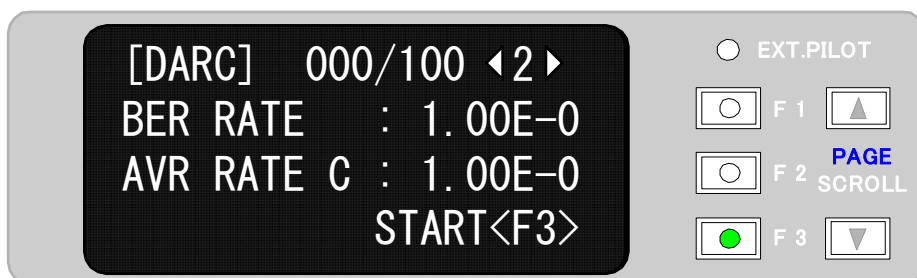 [DARC] 000/100 ◀2▶
BER RATE : 1.00E-0
AVR RATE C : 1.00E-0
START<F3>
EXT.PILOT
F 1
F 2
PAGE
SCROLL
F 3